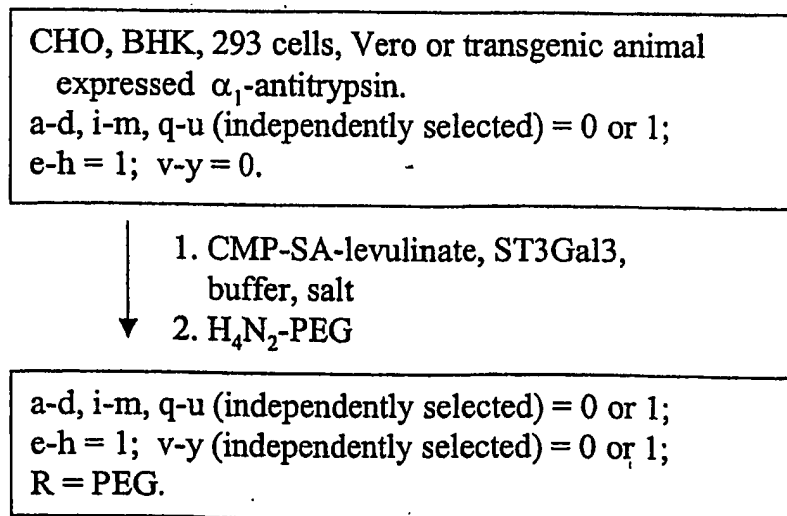 CHO, BHK, 293 cells, Vero or transgenic animal
expressed α₁-antitrypsin.
a-d, i-m, q-u (independently selected) = 0 or 1;
e-h = 1; v-y = 0.
1. CMP-SA-levulinate, ST3Gal3,
buffer, salt
2. H₄N₂-PEG
a-d, i-m, q-u (independently selected) = 0 or 1;
e-h = 1; v-y (independently selected) = 0 or 1;
R = PEG.